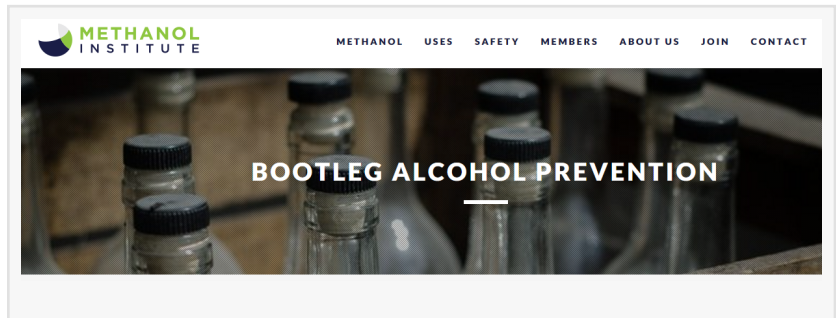 METHANOL
INSTITUTE
METHANOL USES SAFETY MEMBERS ABOUT US JOIN CONTACT
BOOTLEG ALCOHOL PREVENTION